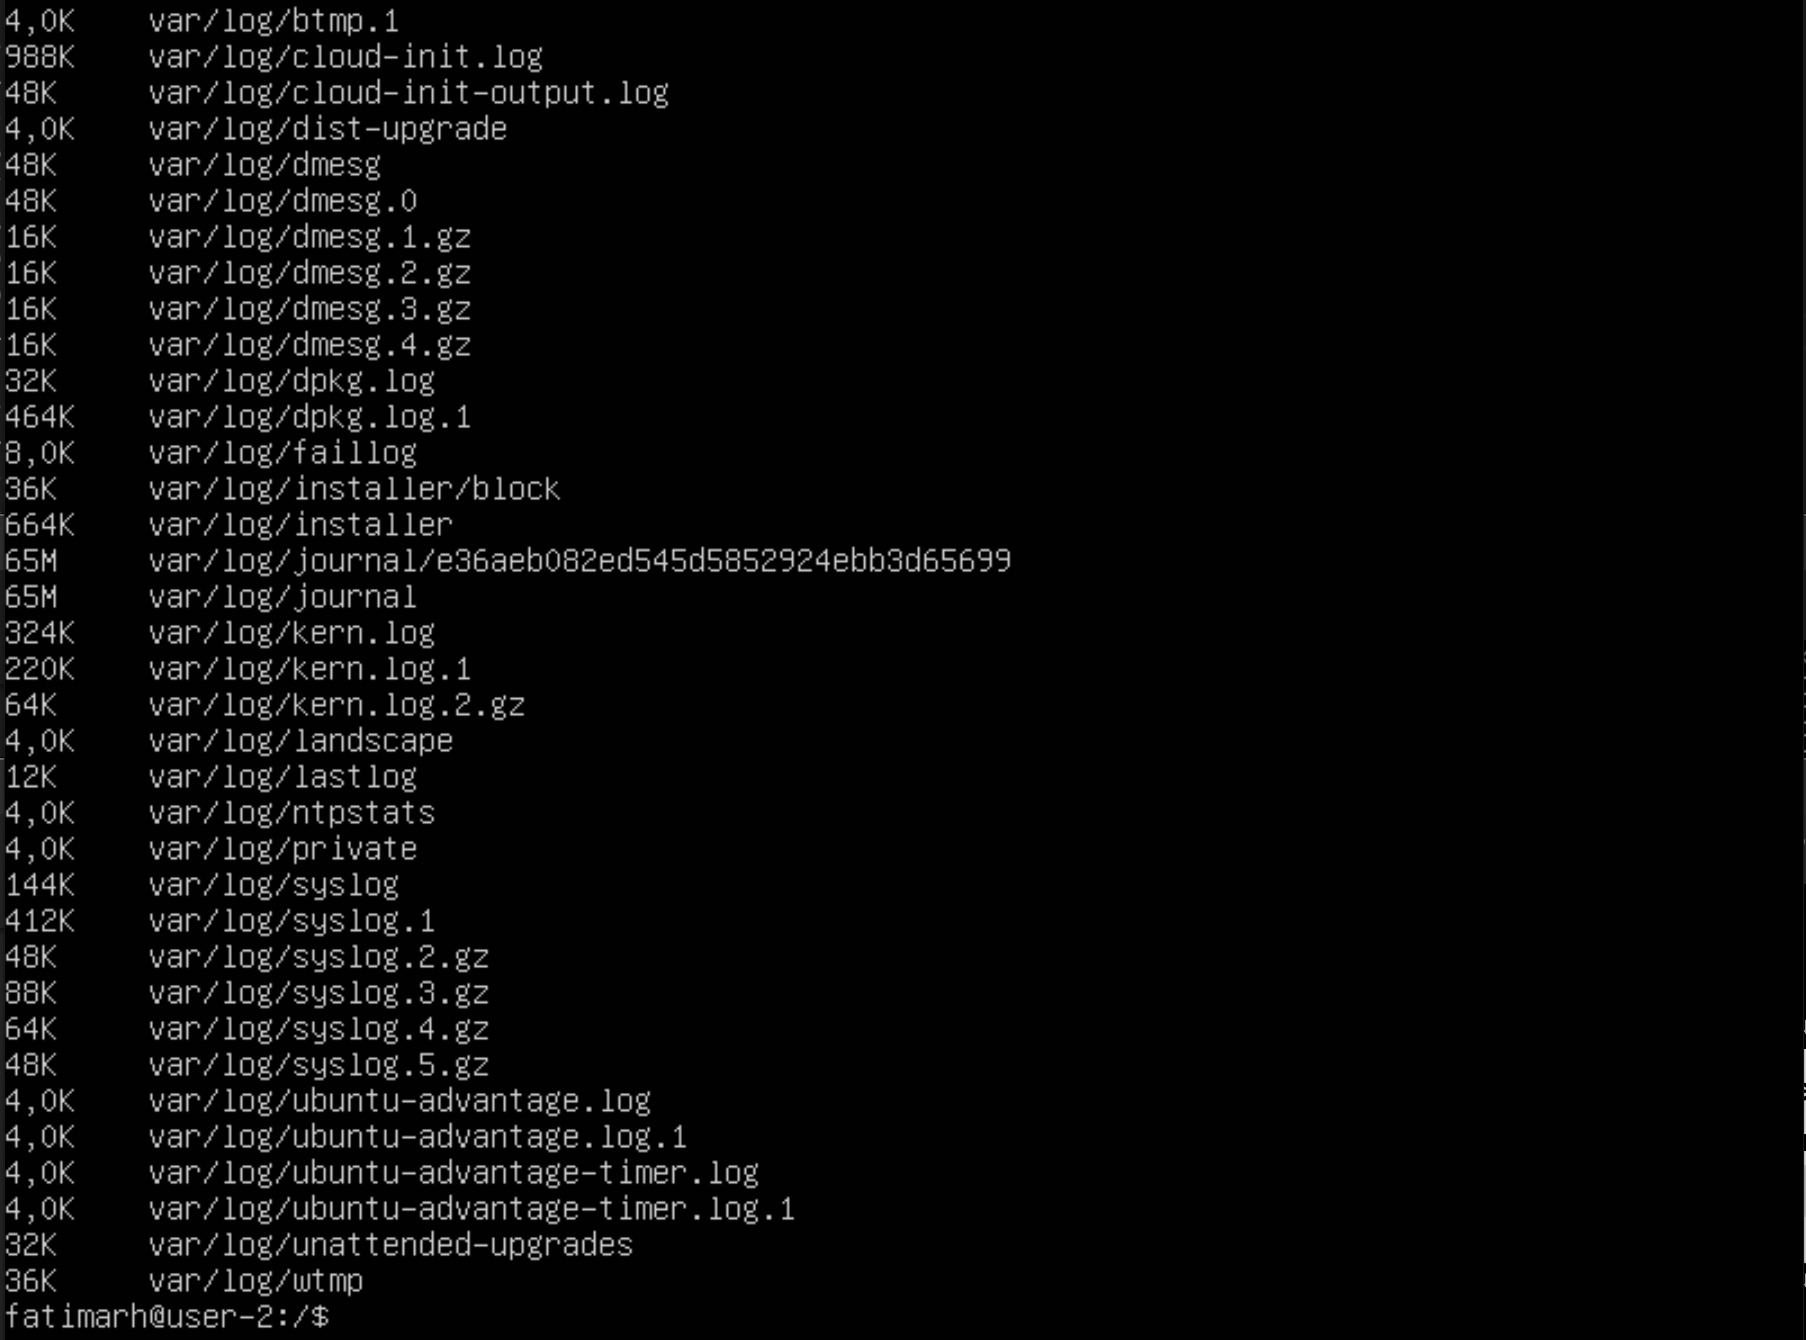 4,0K    var/log/btmp.1
988K    var/log/cloud-init.log
48K     var/log/cloud-init-output.log
4,0K    var/log/dist-upgrade
48K     var/log/dmesg
48K     var/log/dmesg.0
16K     var/log/dmesg.1.gz
16K     var/log/dmesg.2.gz
16K     var/log/dmesg.3.gz
16K     var/log/dmesg.4.gz
32K     var/log/dpkg.log
464K    var/log/dpkg.log.1
8,0K    var/log/faillog
36K     var/log/installer/block
664K    var/log/installer
65M     var/log/journal/e36aeb082ed545d5852924ebb3d65699
65M     var/log/journal
324K    var/log/kern.log
220K    var/log/kern.log.1
64K     var/log/kern.log.2.gz
4,0K    var/log/landscape
12K     var/log/lastlog
4,0K    var/log/ntpstats
4,0K    var/log/private
144K    var/log/syslog
412K    var/log/syslog.1
48K     var/log/syslog.2.gz
88K     var/log/syslog.3.gz
64K     var/log/syslog.4.gz
48K     var/log/syslog.5.gz
4,0K    var/log/ubuntu-advantage.log
4,0K    var/log/ubuntu-advantage.log.1
4,0K    var/log/ubuntu-advantage-timer.log
4,0K    var/log/ubuntu-advantage-timer.log.1
32K     var/log/unattended-upgrades
36K     var/log/wtmp
fatimarh@user-2:/$